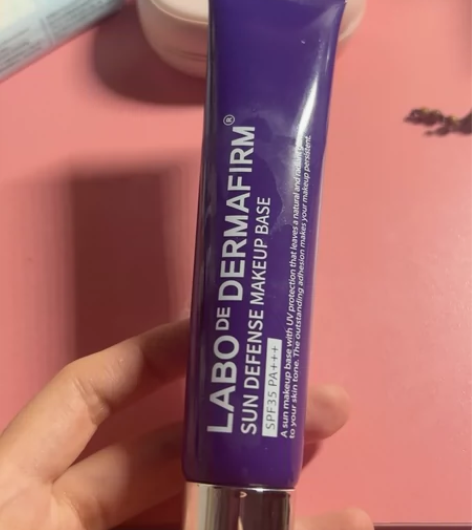 LABO DE DERMAFIRM®
SUN DEFENSE MAKEUP BASE
SPF35 PA+++
A sun makeup base with UV protection that leaves a natural and
to your skin tone. The outstanding adhesion makes your makeup persistent.